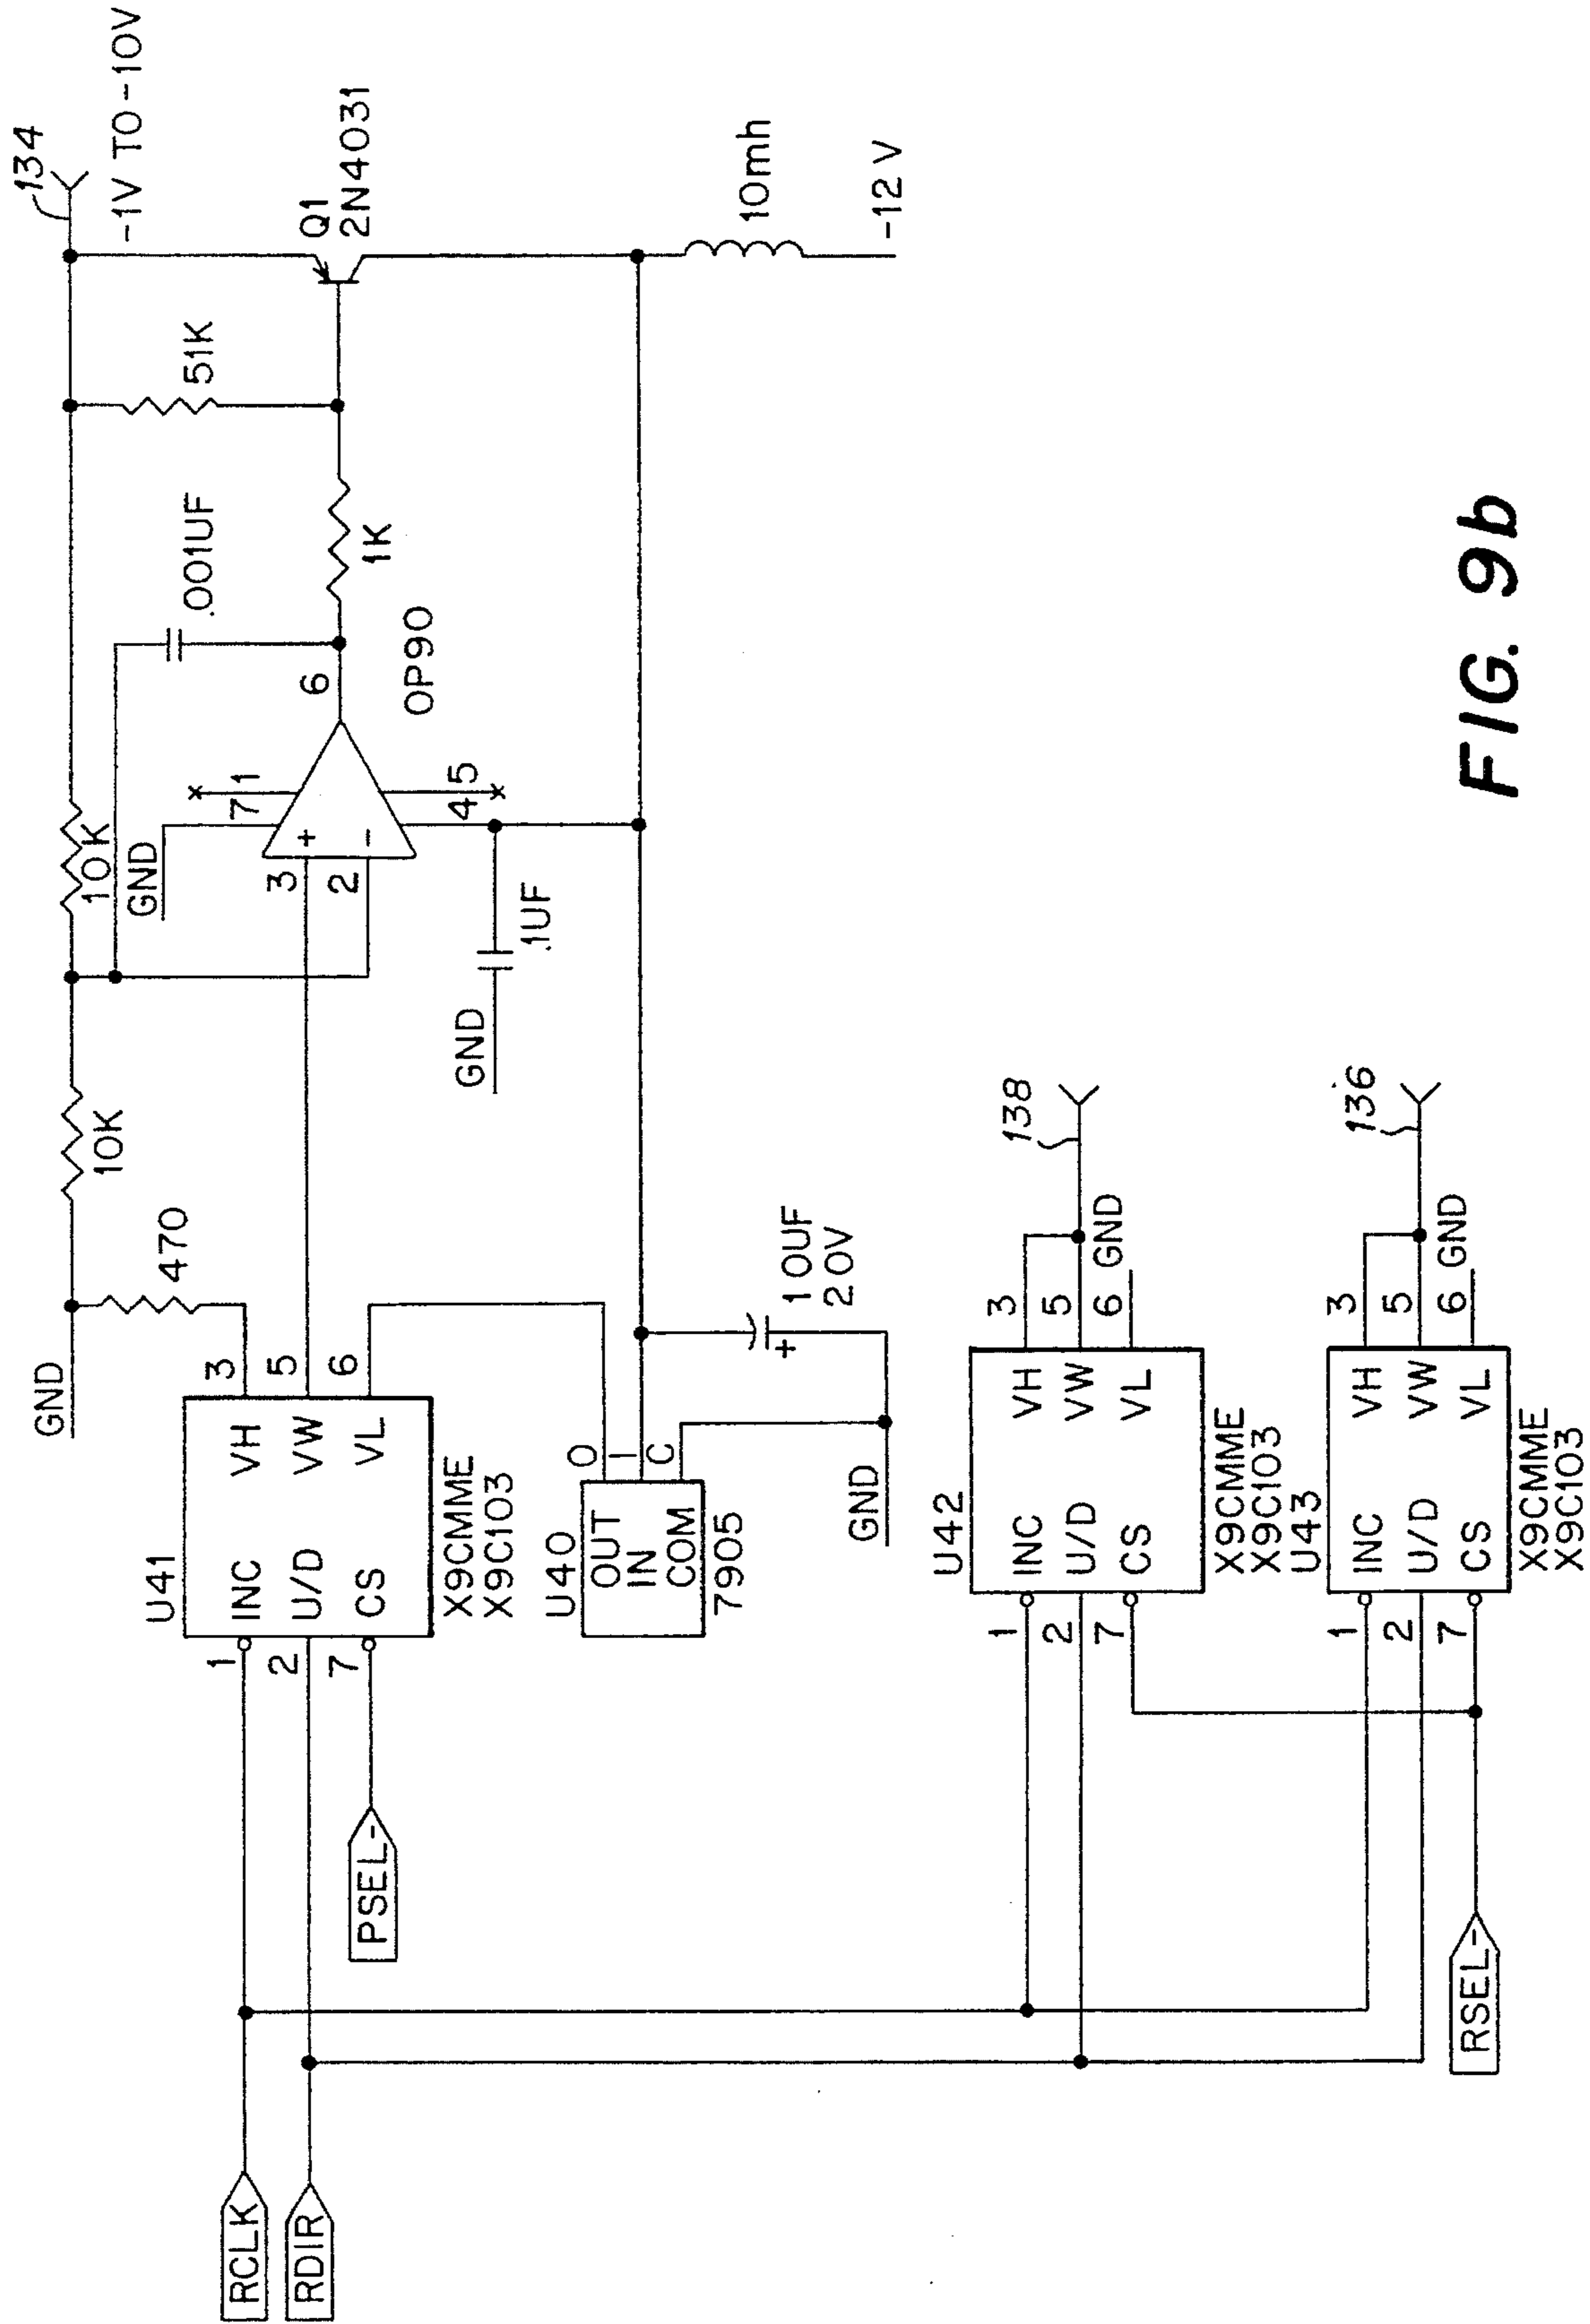 134
-1V TO -10V
Q1
2N4031
51K
.001UF
1K
10K
10K
GND
7
1
3
2
+
-
6
4
5
OP90
.1UF
GND
10mh
-12 V
GND
470
U41
INC
U/D
CS
VH
VW
VL
1
2
7
3
5
6
X9CMME
X9C103
RCLK
RDIR
PSEL-
U40
OUT
IN
COM
O
I
C
7905
10UF
20V
+
GND
138
U42
INC
U/D
CS
VH
VW
VL
1
2
7
3
5
6
GND
X9CMME
X9C103
136
U43
INC
U/D
CS
VH
VW
VL
1
2
7
3
5
6
GND
X9CMME
X9C103
RSEL-
FIG. 9b